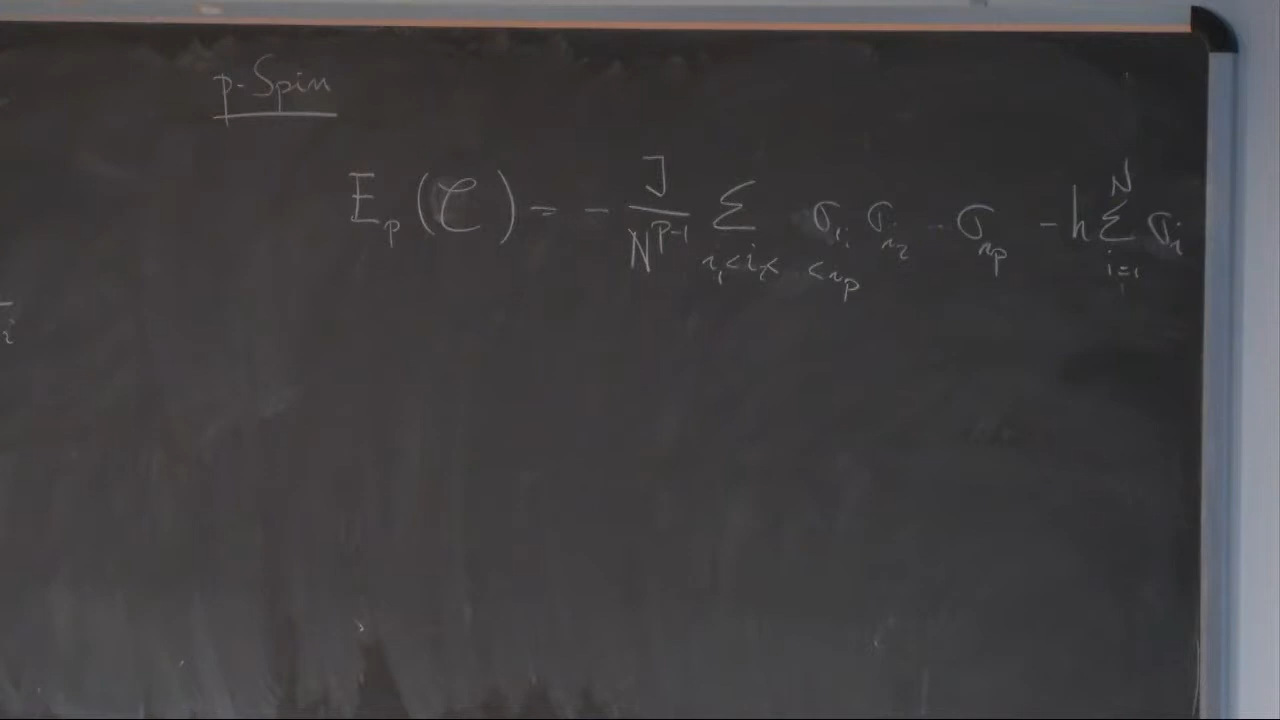 p-Spin
E_p(𝒞) = - J/N^{p-1} Σ_{i_1<i_2< <i_p} σ_{i_1} σ_{i_2} ·· σ_{i_p} - h Σ_{i=1}^{N} σ_i
i